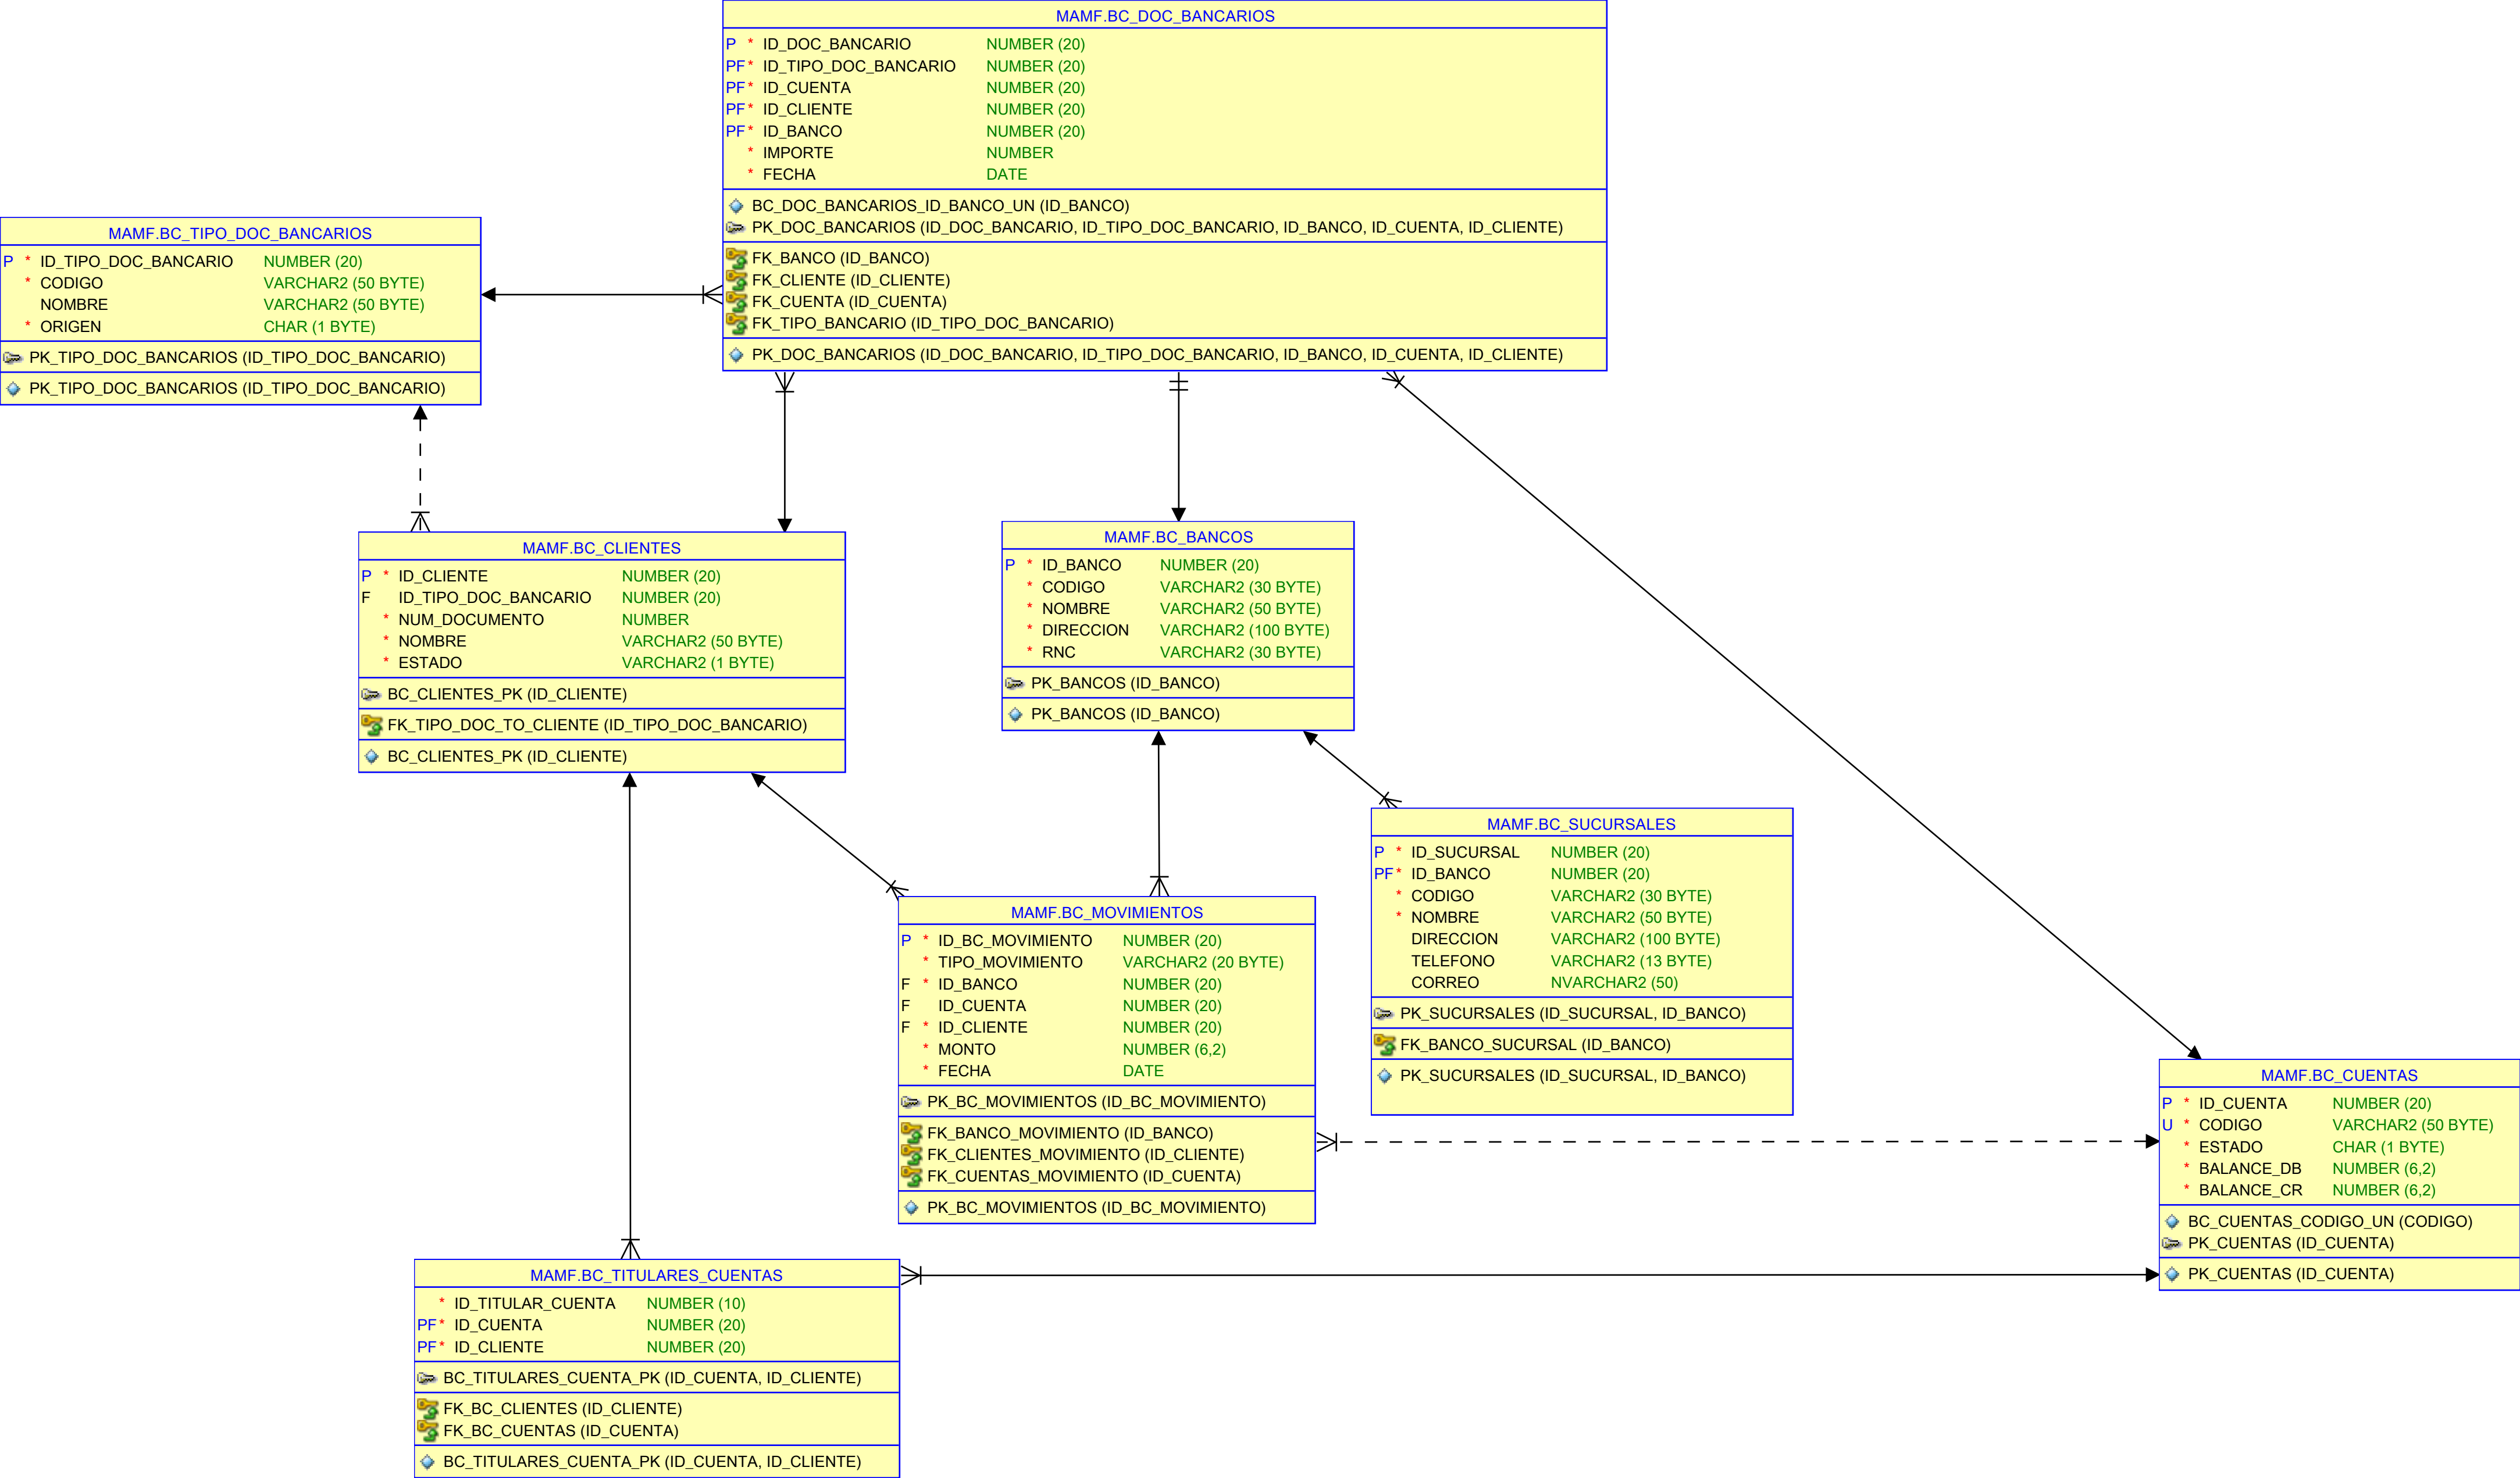 MAMF.BC_DOC_BANCARIOS
P * ID_DOC_BANCARIO NUMBER (20)
PF* ID_TIPO_DOC_BANCARIO NUMBER (20)
PF* ID_CUENTA NUMBER (20)
PF* ID_CLIENTE NUMBER (20)
PF* ID_BANCO NUMBER (20)
* IMPORTE NUMBER
* FECHA DATE
BC_DOC_BANCARIOS_ID_BANCO_UN (ID_BANCO)
PK_DOC_BANCARIOS (ID_DOC_BANCARIO, ID_TIPO_DOC_BANCARIO, ID_BANCO, ID_CUENTA, ID_CLIENTE)
FK_BANCO (ID_BANCO)
FK_CLIENTE (ID_CLIENTE)
FK_CUENTA (ID_CUENTA)
FK_TIPO_BANCARIO (ID_TIPO_DOC_BANCARIO)
PK_DOC_BANCARIOS (ID_DOC_BANCARIO, ID_TIPO_DOC_BANCARIO, ID_BANCO, ID_CUENTA, ID_CLIENTE)
MAMF.BC_TIPO_DOC_BANCARIOS
P * ID_TIPO_DOC_BANCARIO NUMBER (20)
* CODIGO VARCHAR2 (50 BYTE)
NOMBRE VARCHAR2 (50 BYTE)
* ORIGEN CHAR (1 BYTE)
PK_TIPO_DOC_BANCARIOS (ID_TIPO_DOC_BANCARIO)
PK_TIPO_DOC_BANCARIOS (ID_TIPO_DOC_BANCARIO)
MAMF.BC_CLIENTES
P * ID_CLIENTE NUMBER (20)
F ID_TIPO_DOC_BANCARIO NUMBER (20)
* NUM_DOCUMENTO NUMBER
* NOMBRE VARCHAR2 (50 BYTE)
* ESTADO VARCHAR2 (1 BYTE)
BC_CLIENTES_PK (ID_CLIENTE)
FK_TIPO_DOC_TO_CLIENTE (ID_TIPO_DOC_BANCARIO)
BC_CLIENTES_PK (ID_CLIENTE)
MAMF.BC_BANCOS
P * ID_BANCO NUMBER (20)
* CODIGO VARCHAR2 (30 BYTE)
* NOMBRE VARCHAR2 (50 BYTE)
* DIRECCION VARCHAR2 (100 BYTE)
* RNC VARCHAR2 (30 BYTE)
PK_BANCOS (ID_BANCO)
PK_BANCOS (ID_BANCO)
MAMF.BC_SUCURSALES
P * ID_SUCURSAL NUMBER (20)
PF* ID_BANCO NUMBER (20)
* CODIGO VARCHAR2 (30 BYTE)
* NOMBRE VARCHAR2 (50 BYTE)
DIRECCION VARCHAR2 (100 BYTE)
TELEFONO VARCHAR2 (13 BYTE)
CORREO NVARCHAR2 (50)
PK_SUCURSALES (ID_SUCURSAL, ID_BANCO)
FK_BANCO_SUCURSAL (ID_BANCO)
PK_SUCURSALES (ID_SUCURSAL, ID_BANCO)
MAMF.BC_MOVIMIENTOS
P * ID_BC_MOVIMIENTO NUMBER (20)
* TIPO_MOVIMIENTO VARCHAR2 (20 BYTE)
F * ID_BANCO NUMBER (20)
F ID_CUENTA NUMBER (20)
F * ID_CLIENTE NUMBER (20)
* MONTO NUMBER (6,2)
* FECHA DATE
PK_BC_MOVIMIENTOS (ID_BC_MOVIMIENTO)
FK_BANCO_MOVIMIENTO (ID_BANCO)
FK_CLIENTES_MOVIMIENTO (ID_CLIENTE)
FK_CUENTAS_MOVIMIENTO (ID_CUENTA)
PK_BC_MOVIMIENTOS (ID_BC_MOVIMIENTO)
MAMF.BC_CUENTAS
P * ID_CUENTA NUMBER (20)
U * CODIGO VARCHAR2 (50 BYTE)
* ESTADO CHAR (1 BYTE)
* BALANCE_DB NUMBER (6,2)
* BALANCE_CR NUMBER (6,2)
BC_CUENTAS_CODIGO_UN (CODIGO)
PK_CUENTAS (ID_CUENTA)
PK_CUENTAS (ID_CUENTA)
MAMF.BC_TITULARES_CUENTAS
* ID_TITULAR_CUENTA NUMBER (10)
PF* ID_CUENTA NUMBER (20)
PF* ID_CLIENTE NUMBER (20)
BC_TITULARES_CUENTA_PK (ID_CUENTA, ID_CLIENTE)
FK_BC_CLIENTES (ID_CLIENTE)
FK_BC_CUENTAS (ID_CUENTA)
BC_TITULARES_CUENTA_PK (ID_CUENTA, ID_CLIENTE)